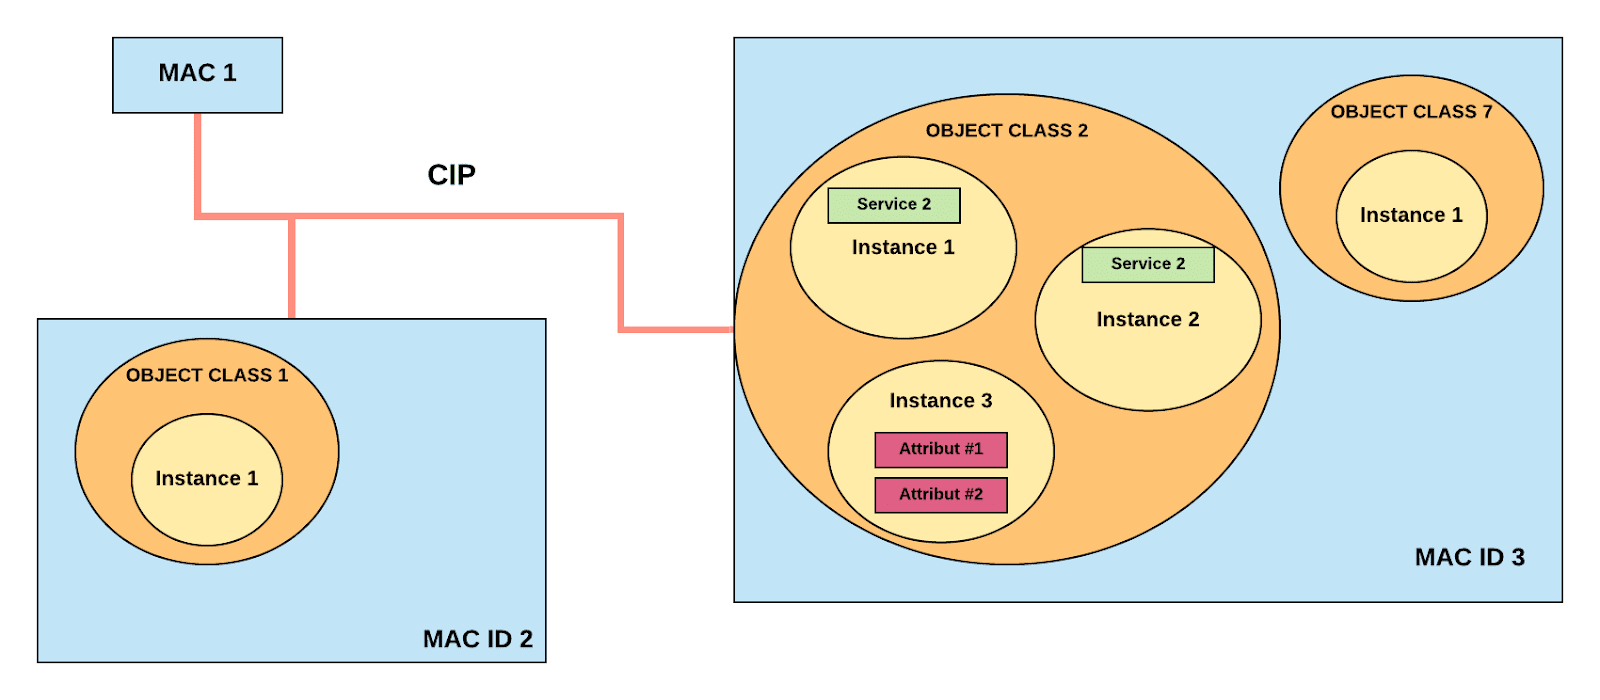 MAC 1
CIP
OBJECT CLASS 1
Instance 1
MAC ID 2
OBJECT CLASS 2
Service 2
Instance 1
Service 2
Instance 2
Instance 3
Attribut #1
Attribut #2
OBJECT CLASS 7
Instance 1
MAC ID 3